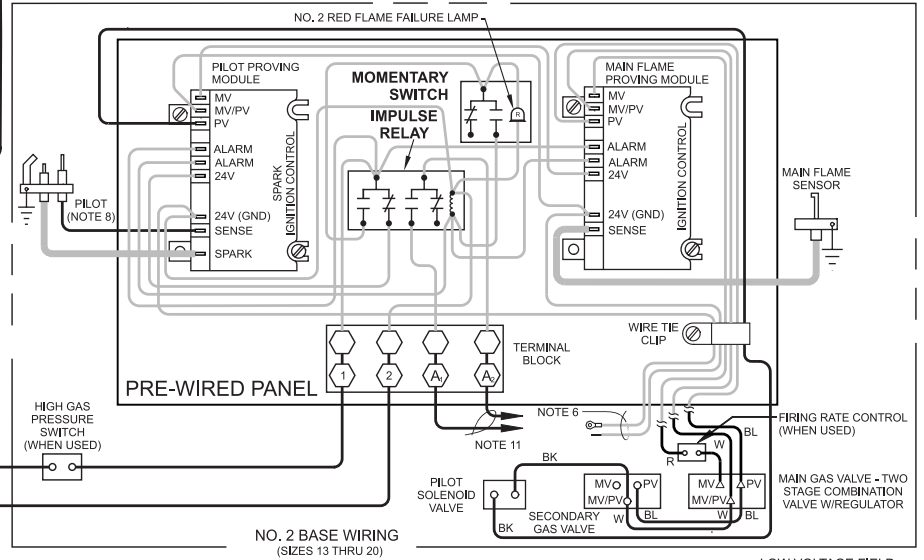 NO. 2 RED FLAME FAILURE LAMP
PILOT PROVING
MODULE
MV
MV/PV
PV
ALARM
ALARM
24V
24V (GND)
SENSE
SPARK
SPARK
IGNITION CONTROL
MOMENTARY
SWITCH
IMPULSE
RELAY
R
MAIN FLAME
PROVING MODULE
MV
MV/PV
PV
ALARM
ALARM
24V
24V (GND)
SENSE
IGNITION CONTROL
MAIN FLAME
SENSOR
PILOT
(NOTE 8)
WIRE TIE
CLIP
TERMINAL
BLOCK
1
2
A1
A2
PRE-WIRED PANEL
HIGH GAS
PRESSURE
SWITCH
(WHEN USED)
NOTE 6
NOTE 11
FIRING RATE CONTROL
(WHEN USED)
BL
W
R
BK
PILOT
SOLENOID
VALVE
BK
MV
PV
MV/PV
W
BL
SECONDARY
GAS VALVE
MV
PV
MV/PV
W
BL
MAIN GAS VALVE - TWO
STAGE COMBINATION
VALVE W/REGULATOR
NO. 2 BASE WIRING
(SIZES 13 THRU 20)
LOW VOLTAGE FIELD